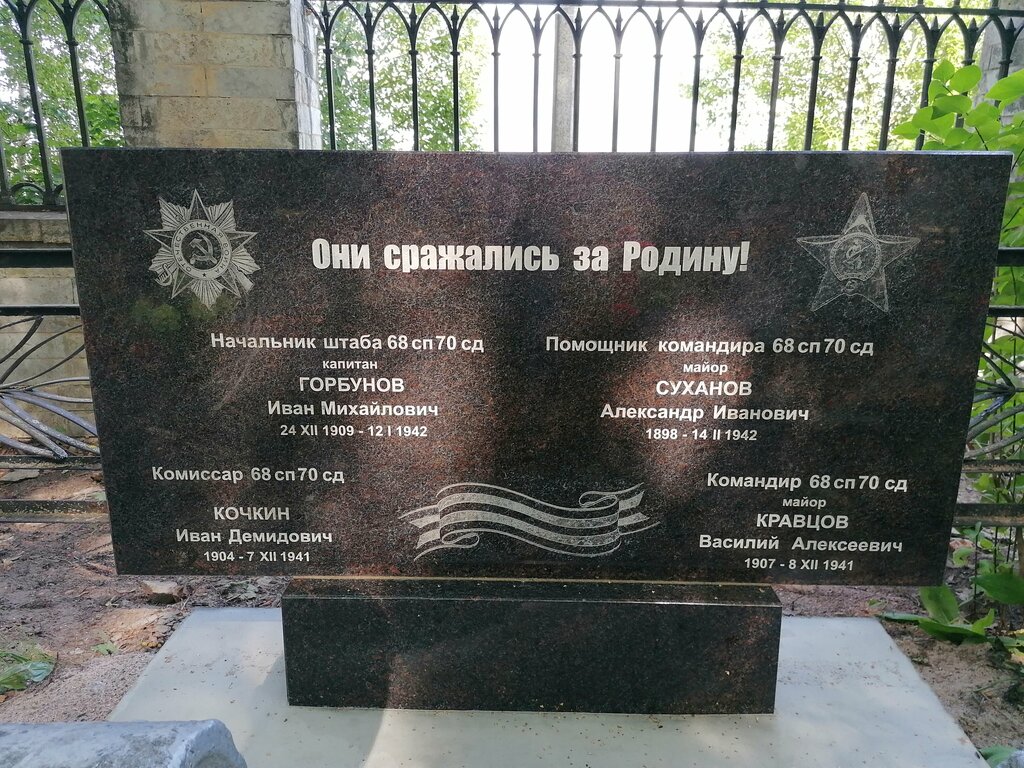 Они сражались за Родину!
Начальник штаба 68 сп 70 сд
капитан
ГОРБУНОВ
Иван Михайлович
24 XII 1909 - 12 I 1942
Помощник командира 68 сп 70 сд
майор
СУХАНОВ
Александр Иванович
1898 - 14 II 1942
Комиссар 68 сп 70 сд
КОЧКИН
Иван Демидович
1904 - 7 XII 1941
Командир 68 сп 70 сд
майор
КРАВЦОВ
Василий Алексеевич
1907 - 8 XII 1941